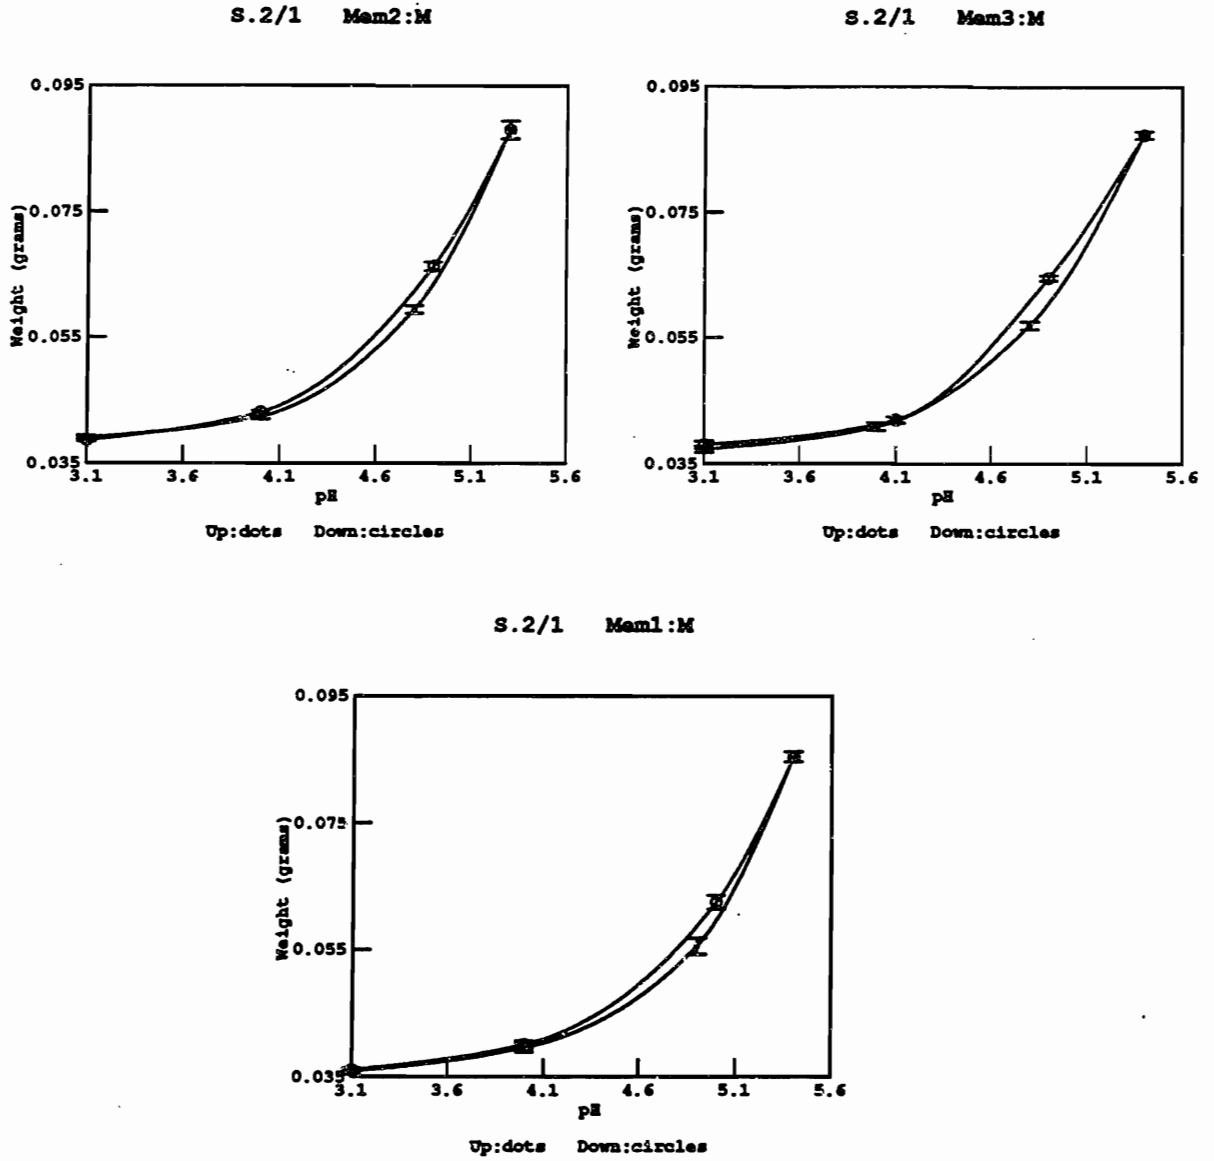 S.2/1 Mem2:M
0.095
0.075
0.055
0.035
Weight (grams)
3.1 3.6 4.1 4.6 5.1 5.6
pH
Up:dots Down:circles
S.2/1 Mem3:M
0.095
0.075
0.055
0.035
Weight (grams)
3.1 3.6 4.1 4.6 5.1 5.6
pH
Up:dots Down:circles
S.2/1 Mem1:M
0.095
0.075
0.055
0.035
Weight (grams)
3.1 3.6 4.1 4.6 5.1 5.6
pH
Up:dots Down:circles